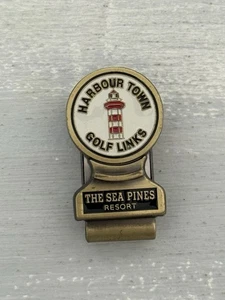 HARBOUR TOWN
GOLF LINKS
THE SEA PINES
RESORT